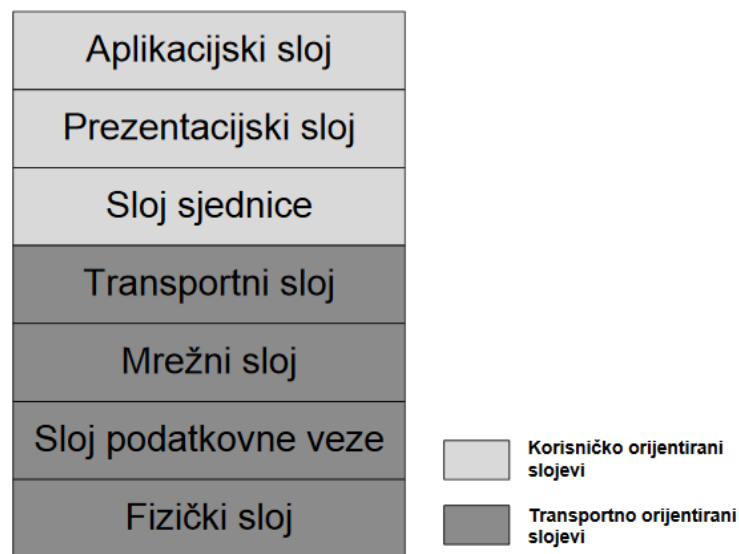 Aplikacijski sloj
Prezentacijski sloj
Sloj sjednice
Transportni sloj
Mrežni sloj
Sloj podatkovne veze
Fizički sloj
Korisničko orijentirani
slojevi
Transportno orijentirani
slojevi